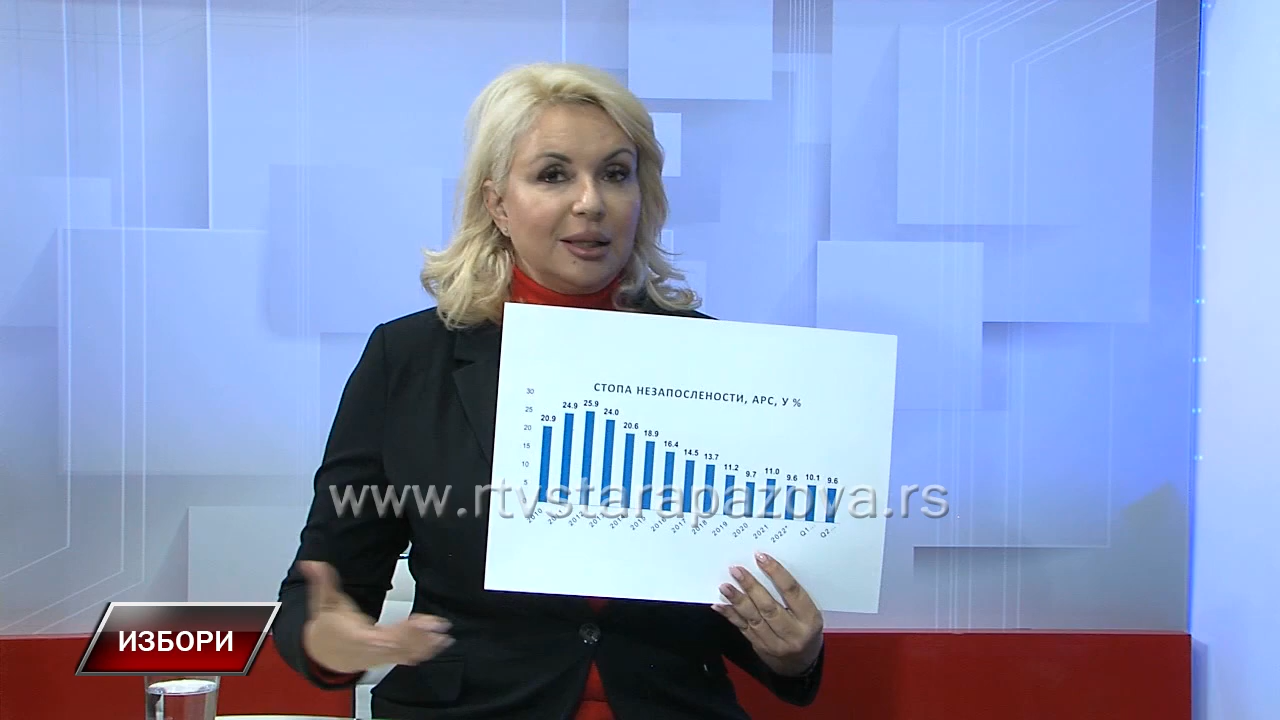 СТОПА НЕЗАПОСЛЕНОСТИ, АРС, У %
30
25
20
15
10
5
20.9 24.9 25.9 24.0 20.6 18.9 16.4 14.5 13.7 11.2 9.7 11.0 9.6 10.1 9.6
2010 2012 2015 2016 2017 2018 2019 2020 2021 2022* Q1... Q2...
www.rtvstarapazova.rs
ИЗБОРИ